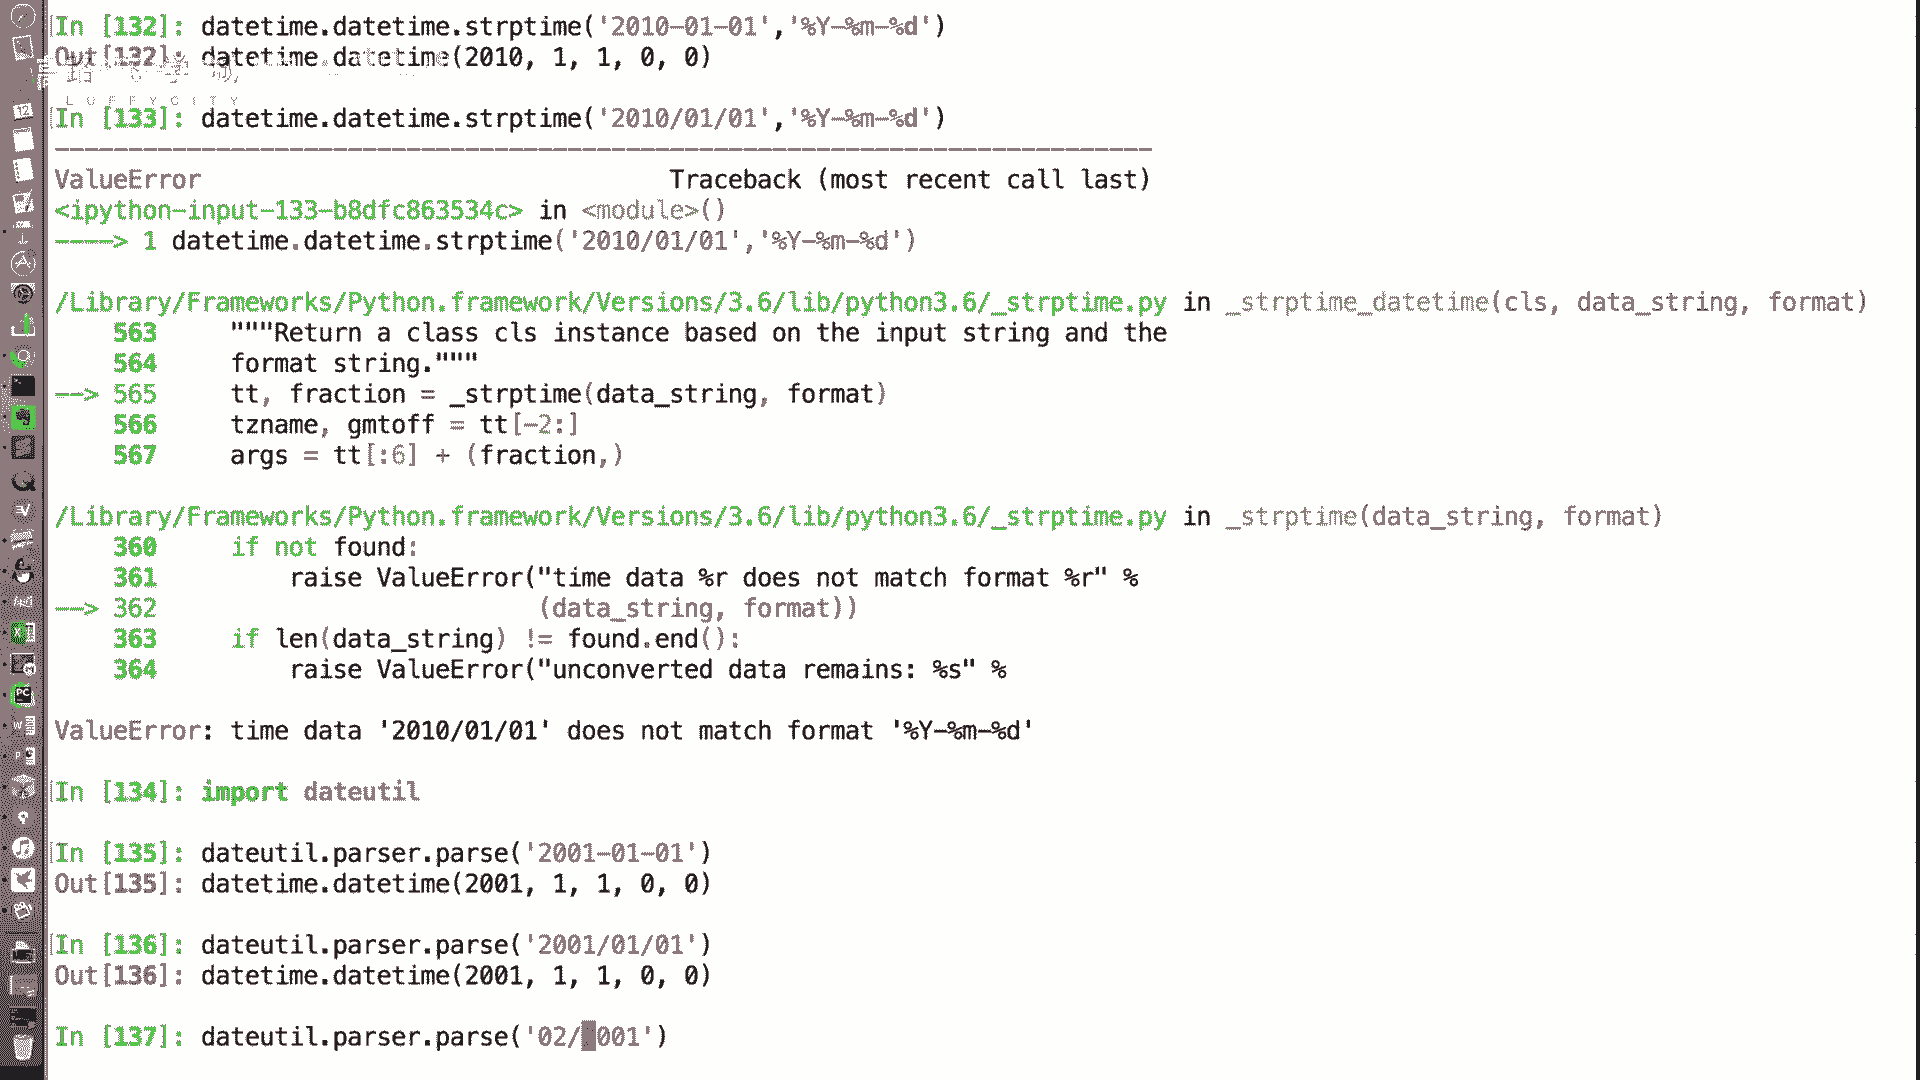 In [132]: datetime.datetime.strptime('2010-01-01','%Y-%m-%d')
Out[132]: datetime.datetime(2010, 1, 1, 0, 0)
LUFFYCITY
In [133]: datetime.datetime.strptime('2010/01/01','%Y-%m-%d')
---------------------------------------------------------------------------
ValueError                                Traceback (most recent call last)
<ipython-input-133-b8dfc863534c> in <module>()
----> 1 datetime.datetime.strptime('2010/01/01','%Y-%m-%d')
/Library/Frameworks/Python.framework/Versions/3.6/lib/python3.6/_strptime.py in _strptime_datetime(cls, data_string, format)
    563     """Return a class cls instance based on the input string and the
    564     format string."""
--> 565     tt, fraction = _strptime(data_string, format)
    566     tzname, gmtoff = tt[-2:]
    567     args = tt[:6] + (fraction,)
/Library/Frameworks/Python.framework/Versions/3.6/lib/python3.6/_strptime.py in _strptime(data_string, format)
    360     if not found:
    361         raise ValueError("time data %r does not match format %r" %
--> 362                          (data_string, format))
    363     if len(data_string) != found.end():
    364         raise ValueError("unconverted data remains: %s" %
ValueError: time data '2010/01/01' does not match format '%Y-%m-%d'
In [134]: import dateutil
In [135]: dateutil.parser.parse('2001-01-01')
Out[135]: datetime.datetime(2001, 1, 1, 0, 0)
In [136]: dateutil.parser.parse('2001/01/01')
Out[136]: datetime.datetime(2001, 1, 1, 0, 0)
In [137]: dateutil.parser.parse('02/001')